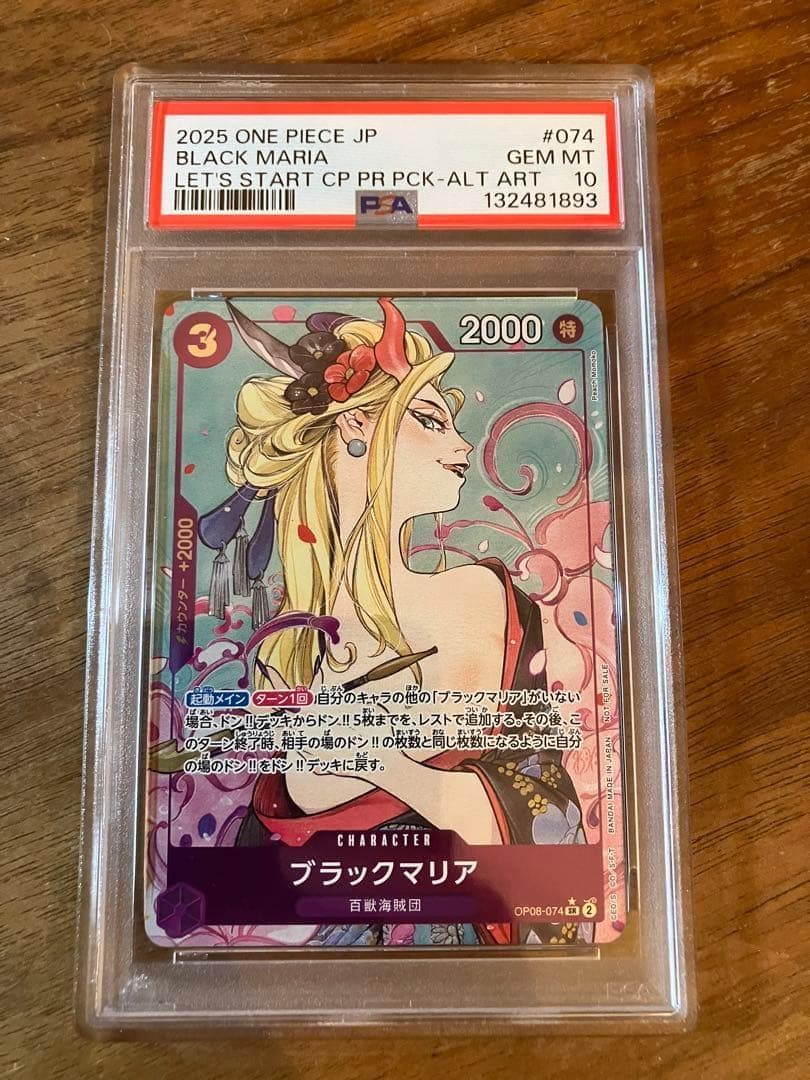 2025 ONE PIECE JP #074
BLACK MARIA GEM MT
LET'S START CP PR PCK-ALT ART 10
PSA 132481893
3
2000 特
Peach Momoko
カウンター +2000
起動メイン ターン1回 自分のキャラの他の「ブラックマリア」がいない
場合、ドン!!デッキからドン!!5枚までを、レストで追加する。その後、こ
のターン終了時、相手の場のドン!!の枚数と同じ枚数になるように自分
の場のドン!!をドン!!デッキに戻す。
CHARACTER
ブラックマリア
百獣海賊団
OP08-074 SR 2
BANDAI MADE IN JAPAN NOT FOR SALE